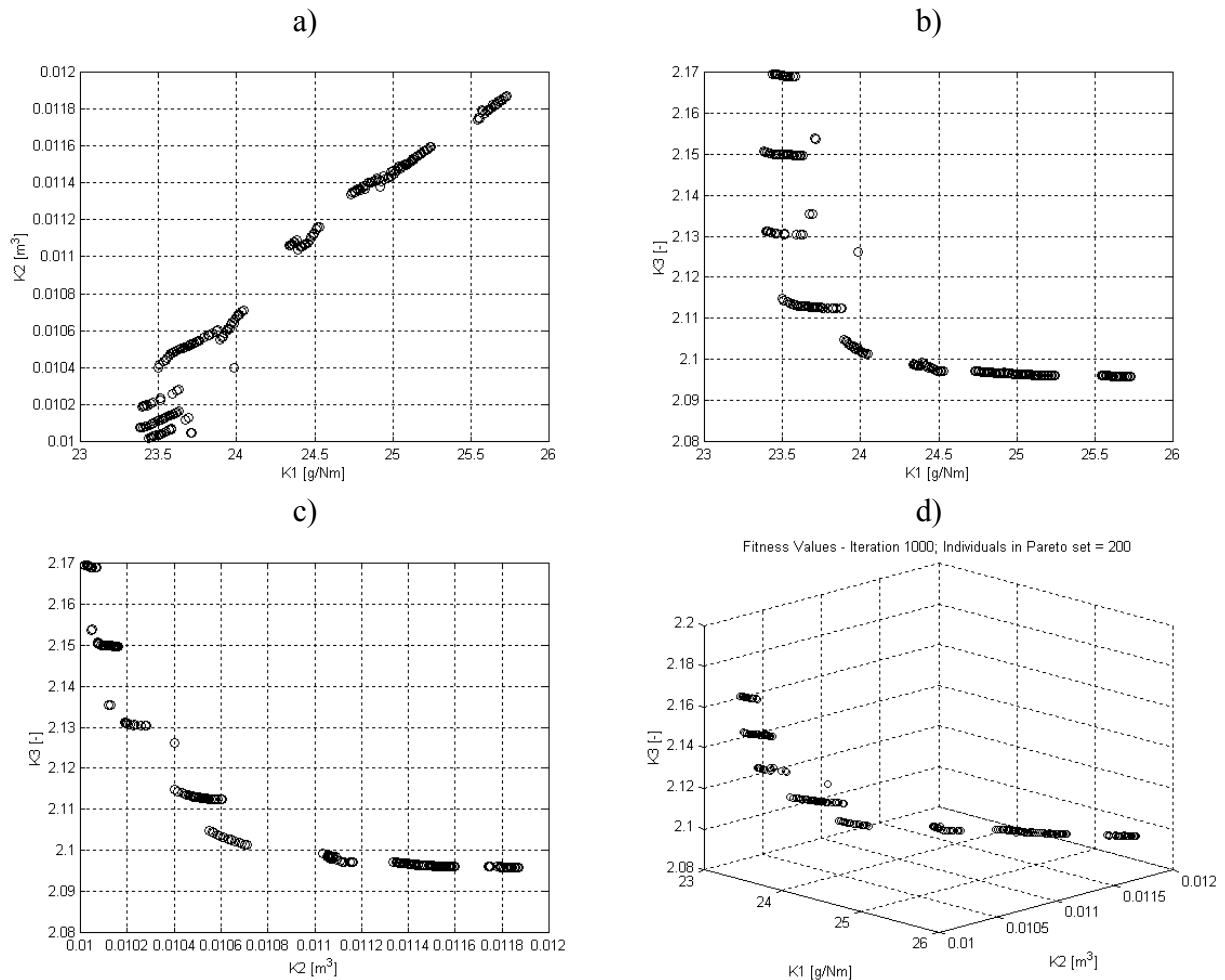 a)
b)
0.012
0.0118
0.0116
0.0114
0.0112
0.011
0.0108
0.0106
0.0104
0.0102
0.01
K2 [m³]
23 23.5 24 24.5 25 25.5 26
K1 [g/Nm]
2.17
2.16
2.15
2.14
2.13
2.12
2.11
2.1
2.09
2.08
K3 [-]
23 23.5 24 24.5 25 25.5 26
K1 [g/Nm]
c)
d)
2.17
2.16
2.15
2.14
2.13
2.12
2.11
2.1
2.09
2.08
K3 [-]
0.01 0.0102 0.0104 0.0106 0.0108 0.011 0.0112 0.0114 0.0116 0.0118 0.012
K2 [m³]
Fitness Values - Iteration 1000; Individuals in Pareto set = 200
2.2
2.18
2.16
2.14
2.12
2.1
2.08
K3 [-]
23
24
25
26
K1 [g/Nm]
0.01
0.0105
0.011
0.0115
0.012
K2 [m³]